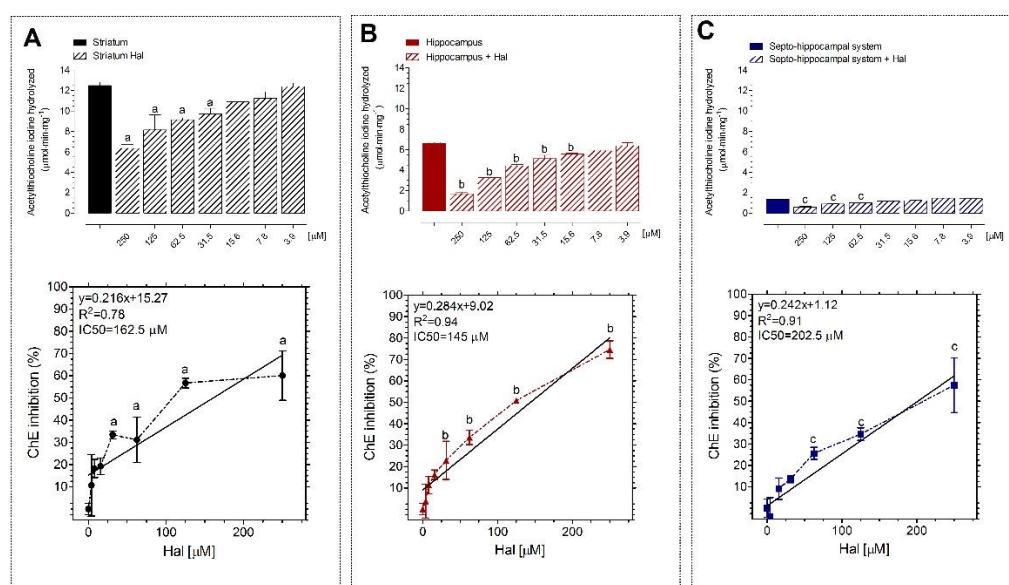 A
Striatum
Striatum Hal
Acetylthiocholine iodine hydrolyzed
(μmol·min·mg⁻¹)
14
12
10
8
6
4
2
0
a
a
a
a
250
125
62.5
31.5
15.6
7.8
3.9
[μM]
y=0.216x+15.27
R²=0.78
IC50=162.5 μM
ChE inhibition (%)
100
90
80
70
60
50
40
30
20
10
a
a
a
a
0
100
200
Hal [μM]
B
Hippocampus
Hippocampus + Hal
Acetylthiocholine iodine hydrolyzed
(μmol·min·mg⁻¹)
14
12
10
8
6
4
2
0
b
b
b
b
b
250
125
62.5
31.5
15.6
7.8
3.9
[μM]
y=0.284x+9.02
R²=0.94
IC50=145 μM
ChE inhibition (%)
100
90
80
70
60
50
40
30
20
10
b
b
b
b
0
100
200
Hal [μM]
C
Septo-hippocampal system
Septo-hippocampal system + Hal
Acetylthiocholine iodine hydrolyzed
(μmol·min·mg⁻¹)
14
12
10
8
6
4
2
0
c
c
c
250
125
62.5
31.5
15.6
7.8
3.9
[μM]
y=0.242x+1.12
R²=0.91
IC50=202.5 μM
ChE inhibition (%)
100
90
80
70
60
50
40
30
20
10
c
c
c
0
100
200
Hal [μM]